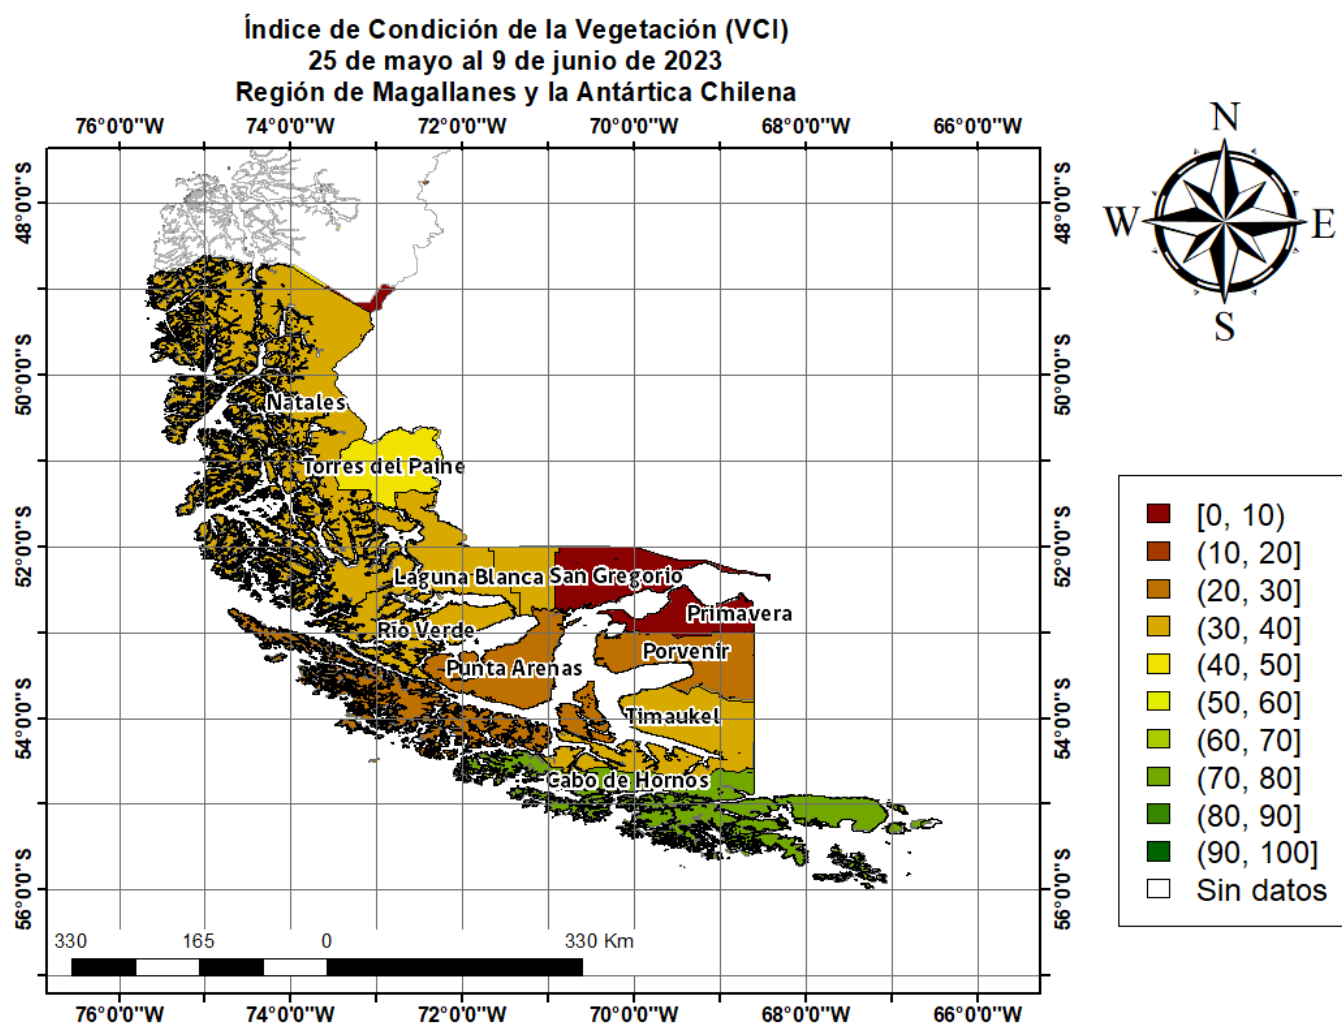 Índice de Condición de la Vegetación (VCI)
25 de mayo al 9 de junio de 2023
Región de Magallanes y la Antártica Chilena
76°0'0"W 74°0'0"W 72°0'0"W 70°0'0"W 68°0'0"W 66°0'0"W
N
W E
S
48°0'0"S 48°0'0"S
50°0'0"S 50°0'0"S
52°0'0"S 52°0'0"S
54°0'0"S 54°0'0"S
56°0'0"S 56°0'0"S
Natales
Torres del Paine
Laguna Blanca San Gregorio
Primavera
Río Verde
Porvenir
Punta Arenas
Timaukel
Cabo de Hornos
[0, 10)
(10, 20]
(20, 30]
(30, 40]
(40, 50]
(50, 60]
(60, 70]
(70, 80]
(80, 90]
(90, 100]
Sin datos
330 165 0 330 Km
76°0'0"W 74°0'0"W 72°0'0"W 70°0'0"W 68°0'0"W 66°0'0"W